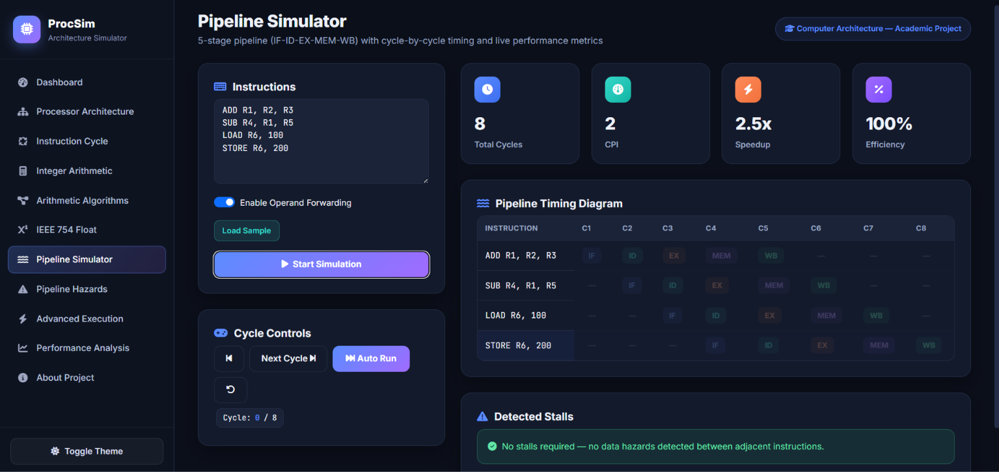 ProcSim
Architecture Simulator
Dashboard
Processor Architecture
Instruction Cycle
Integer Arithmetic
Arithmetic Algorithms
IEEE 754 Float
Pipeline Simulator
Pipeline Hazards
Advanced Execution
Performance Analysis
About Project
Toggle Theme
Pipeline Simulator
5-stage pipeline (IF-ID-EX-MEM-WB) with cycle-by-cycle timing and live performance metrics
Computer Architecture — Academic Project
Instructions
ADD R1, R2, R3
SUB R4, R1, R5
LOAD R6, 100
STORE R6, 200
Enable Operand Forwarding
Load Sample
Start Simulation
Cycle Controls
Next Cycle
Auto Run
Cycle: 0 / 8
8
Total Cycles
2
CPI
2.5x
Speedup
100%
Efficiency
Pipeline Timing Diagram
INSTRUCTION C1 C2 C3 C4 C5 C6 C7 C8
ADD R1, R2, R3 IF ID EX MEM WB — — —
SUB R4, R1, R5 — IF ID EX MEM WB — —
LOAD R6, 100 — — IF ID EX MEM WB —
STORE R6, 200 — — — IF ID EX MEM WB
Detected Stalls
No stalls required — no data hazards detected between adjacent instructions.